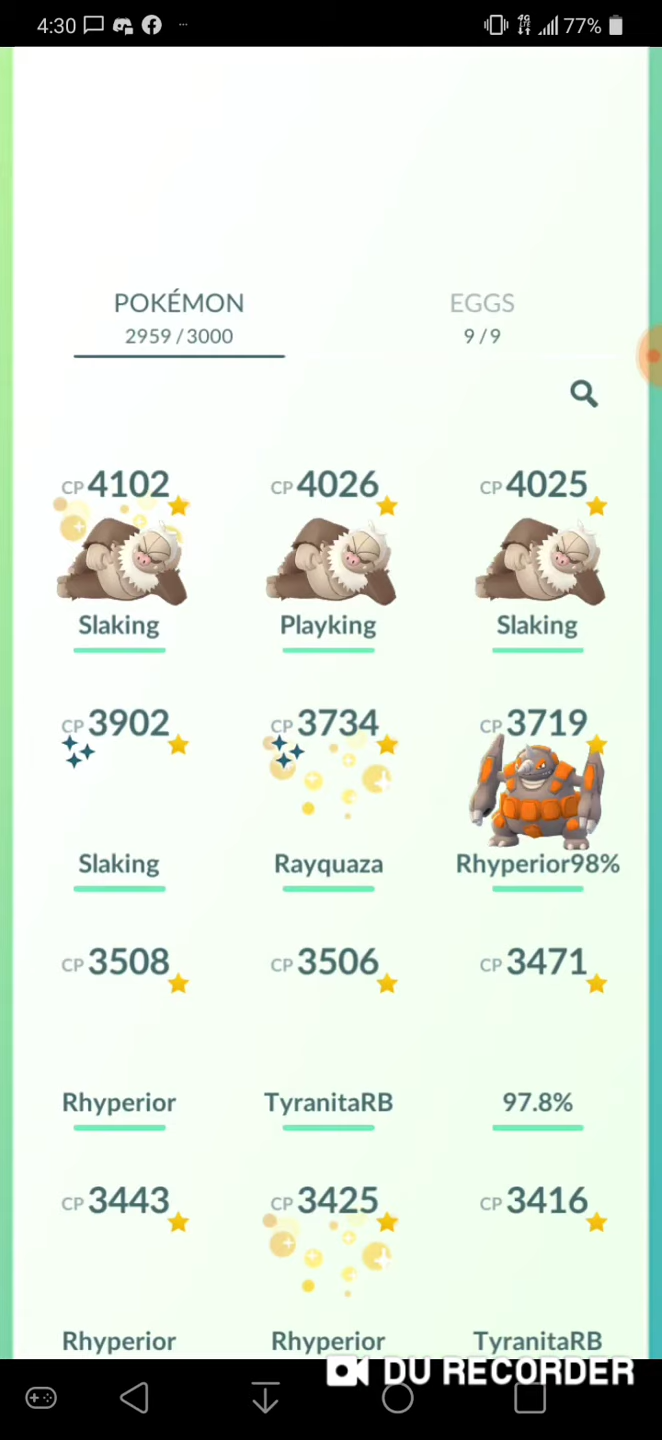 4:30 ... 4G LTE 77%
POKÉMON EGGS
2959 / 3000 9 / 9
CP 4102 CP 4026 CP 4025
Slaking Playking Slaking
CP 3902 CP 3734 CP 3719
Slaking Rayquaza Rhyperior98%
CP 3508 CP 3506 CP 3471
Rhyperior TyranitaRB 97.8%
CP 3443 CP 3425 CP 3416
Rhyperior Rhyperior TyranitaRB
DU RECORDER